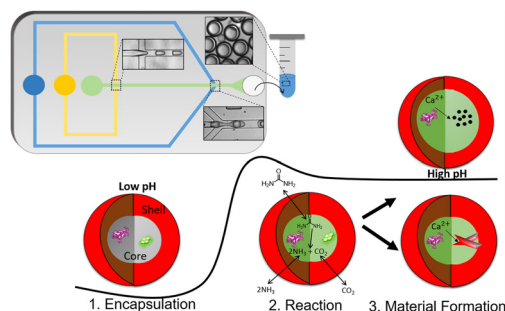 Ca2+
High pH
Low pH
Shell
Core
O
H2N NH2
O
H2N NH2
2NH3 + CO2
2NH3
CO2
Ca2+
1. Encapsulation
2. Reaction
3. Material Formation